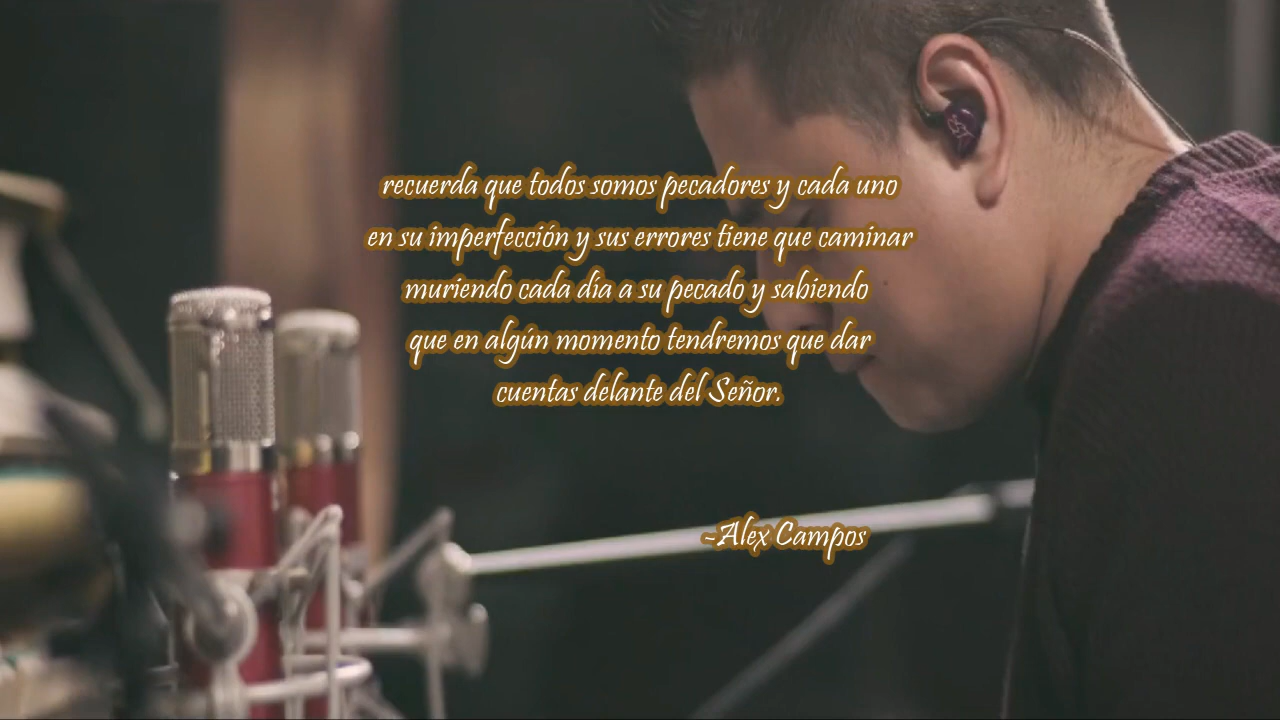 recuerda que todos somos pecadores y cada uno
en su imperfección y sus errores tiene que caminar
muriendo cada día a su pecado y sabiendo
que en algún momento tendremos que dar
cuentas delante del Señor.
~Alex Campos